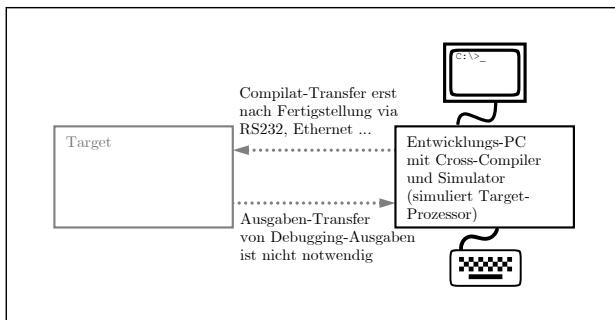 C:\>_
Compilat-Transfer erst
nach Fertigstellung via
RS232, Ethernet ...
Target
Entwicklungs-PC
mit Cross-Compiler
und Simulator
(simuliert Target-
Prozessor)
Ausgaben-Transfer
von Debugging-Ausgaben
ist nicht notwendig